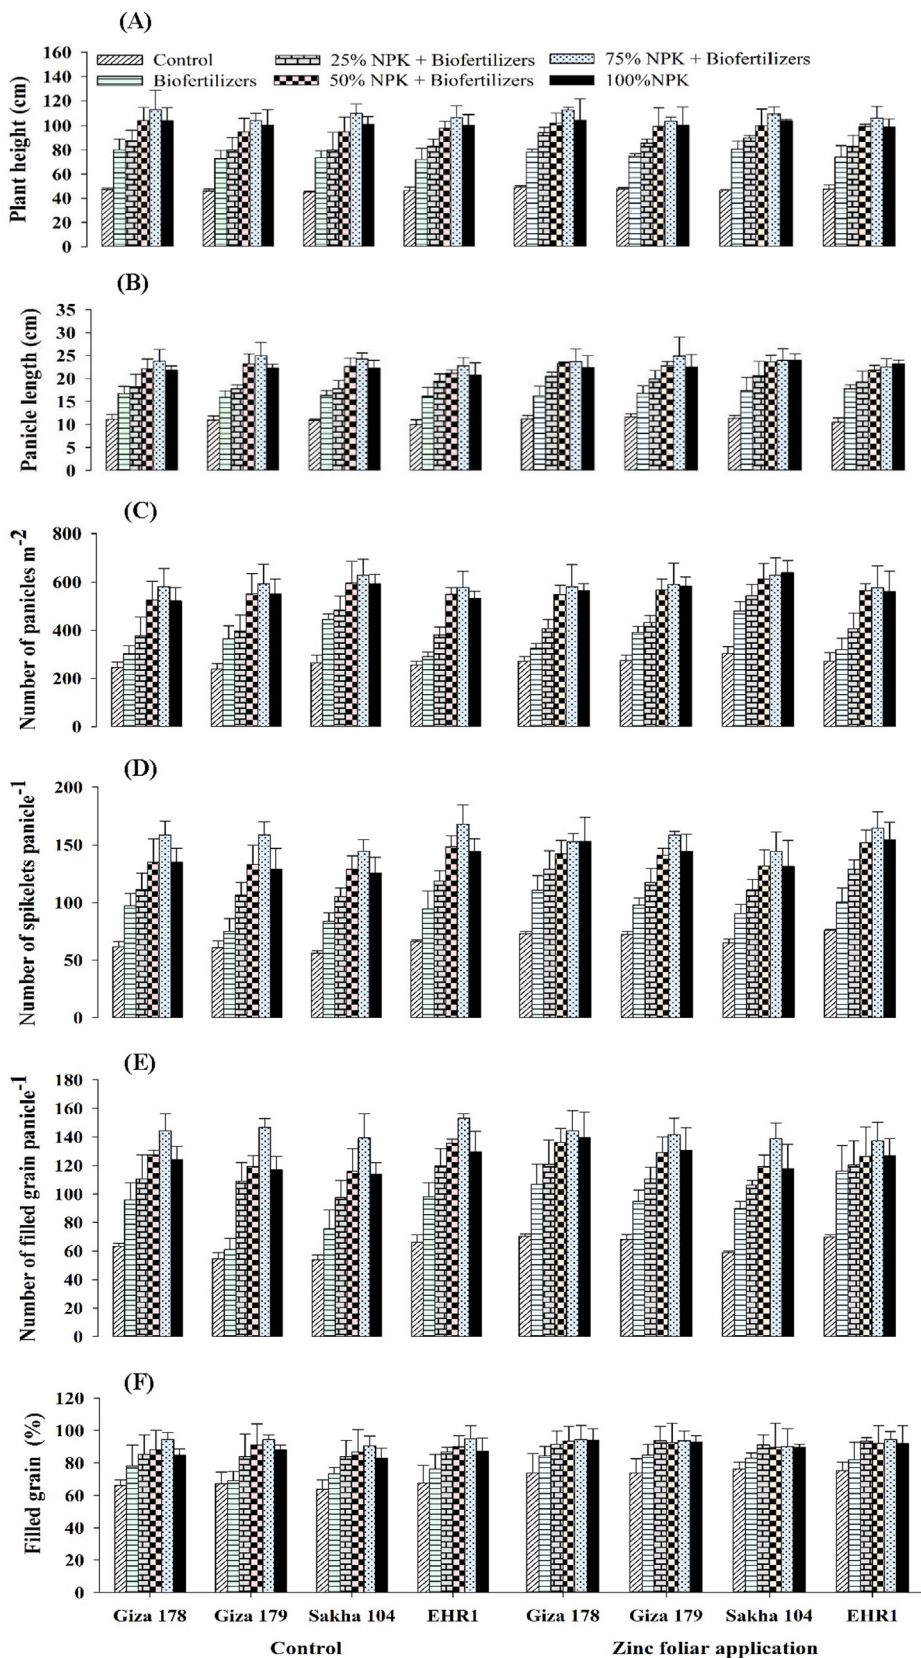 (A)
Plant height (cm)
160
140
120
100
80
60
40
20
0
Control
25% NPK + Biofertilizers
75% NPK + Biofertilizers
Biofertilizers
50% NPK + Biofertilizers
100%NPK
(B)
Panicle length (cm)
35
30
25
20
15
10
5
0
(C)
Number of panicles m-2
800
600
400
200
0
(D)
Number of spikelets panicle-1
200
150
100
50
0
(E)
Number of filled grain panicle-1
180
160
140
120
100
80
60
40
20
0
(F)
Filled grain (%)
120
100
80
60
40
20
0
Giza 178 Giza 179 Sakha 104 EHR1 Giza 178 Giza 179 Sakha 104 EHR1
Control Zinc foliar application